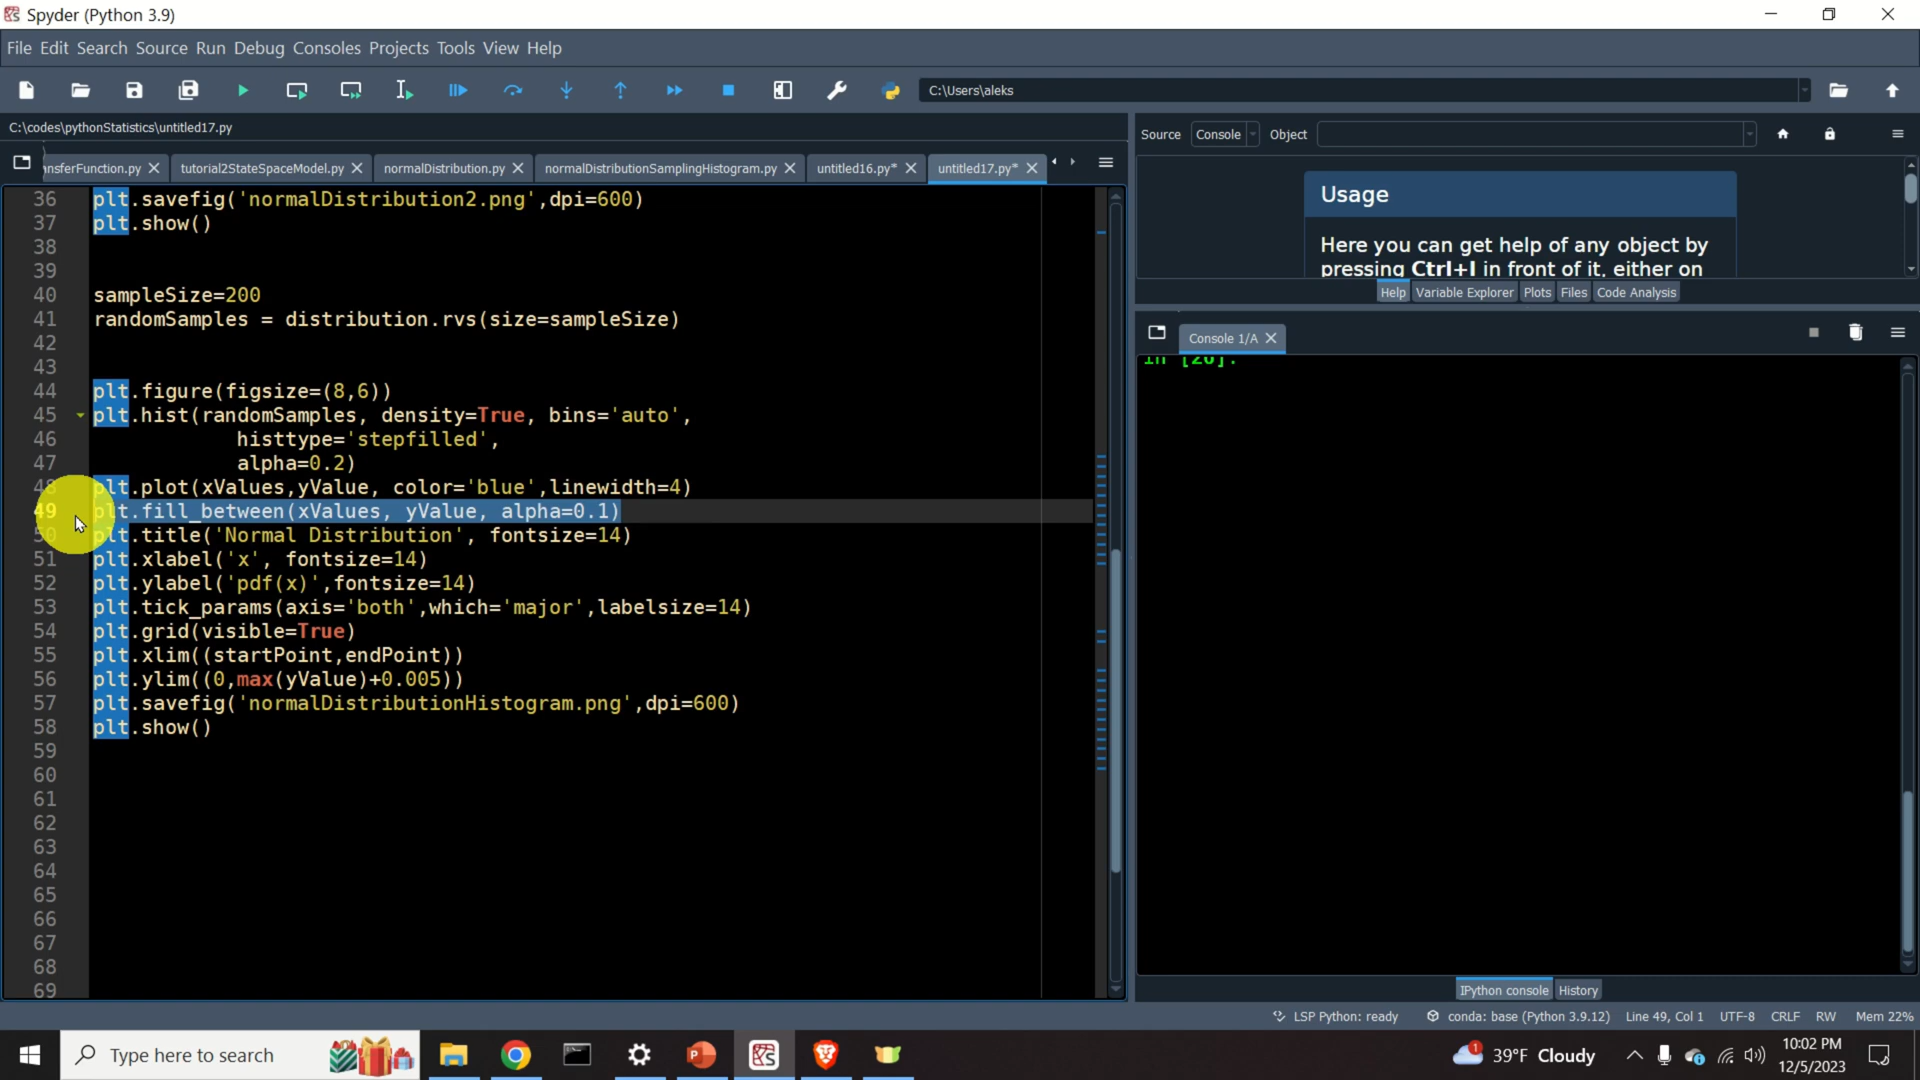 Spyder (Python 3.9)
File Edit Search Source Run Debug Consoles Projects Tools View Help
C:\Users\aleks
C:\codes\pythonStatistics\untitled17.py
nsferFunction.py
tutorial2StateSpaceModel.py
normalDistribution.py
normalDistributionSamplingHistogram.py
untitled16.py*
untitled17.py*
36 plt.savefig('normalDistribution2.png',dpi=600)
37 plt.show()
38
39
40 sampleSize=200
41 randomSamples = distribution.rvs(size=sampleSize)
42
43
44 plt.figure(figsize=(8,6))
45 plt.hist(randomSamples, density=True, bins='auto',
46 histtype='stepfilled',
47 alpha=0.2)
48 plt.plot(xValues,yValue, color='blue',linewidth=4)
49 plt.fill_between(xValues, yValue, alpha=0.1)
50 plt.title('Normal Distribution', fontsize=14)
51 plt.xlabel('x', fontsize=14)
52 plt.ylabel('pdf(x)',fontsize=14)
53 plt.tick_params(axis='both',which='major',labelsize=14)
54 plt.grid(visible=True)
55 plt.xlim((startPoint,endPoint))
56 plt.ylim((0,max(yValue)+0.005))
57 plt.savefig('normalDistributionHistogram.png',dpi=600)
58 plt.show()
59
60
61
62
63
64
65
66
67
68
69
Source Console Object
Usage
Here you can get help of any object by
pressing Ctrl+I in front of it, either on
Help Variable Explorer Plots Files Code Analysis
Console 1/A
In [20]:
IPython console History
LSP Python: ready conda: base (Python 3.9.12) Line 49, Col 1 UTF-8 CRLF RW Mem 22%
Type here to search
1
39°F Cloudy
10:02 PM
12/5/2023